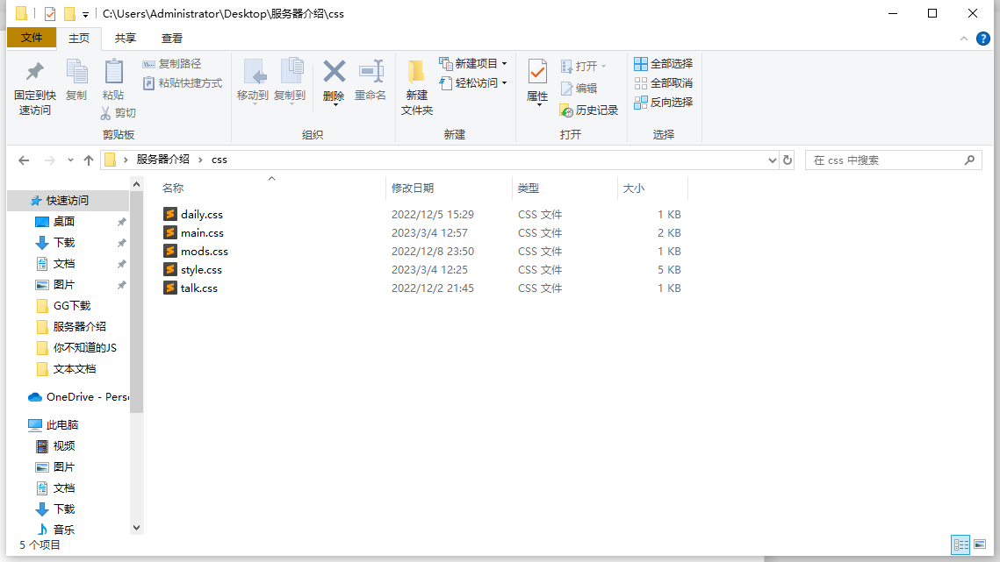 C:\Users\Administrator\Desktop\服务器介绍\css
文件 主页 共享 查看
固定到快速访问
复制
粘贴
复制路径
粘贴快捷方式
剪切
剪贴板
移动到 复制到 删除 重命名
组织
新建
文件夹
新建项目
轻松访问
新建
属性
打开
编辑
历史记录
打开
全部选择
全部取消
反向选择
选择
服务器介绍 css
在 css 中搜索
名称 修改日期 类型 大小
daily.css 2022/12/5 15:29 CSS 文件 1 KB
main.css 2023/3/4 12:57 CSS 文件 2 KB
mods.css 2022/12/8 23:50 CSS 文件 1 KB
style.css 2023/3/4 12:25 CSS 文件 5 KB
talk.css 2022/12/2 21:45 CSS 文件 1 KB
快速访问
桌面
下载
文档
图片
GG下载
服务器介绍
你不知道的JS
文本文档
OneDrive - Perso
此电脑
视频
图片
文档
下载
音乐
5 个项目